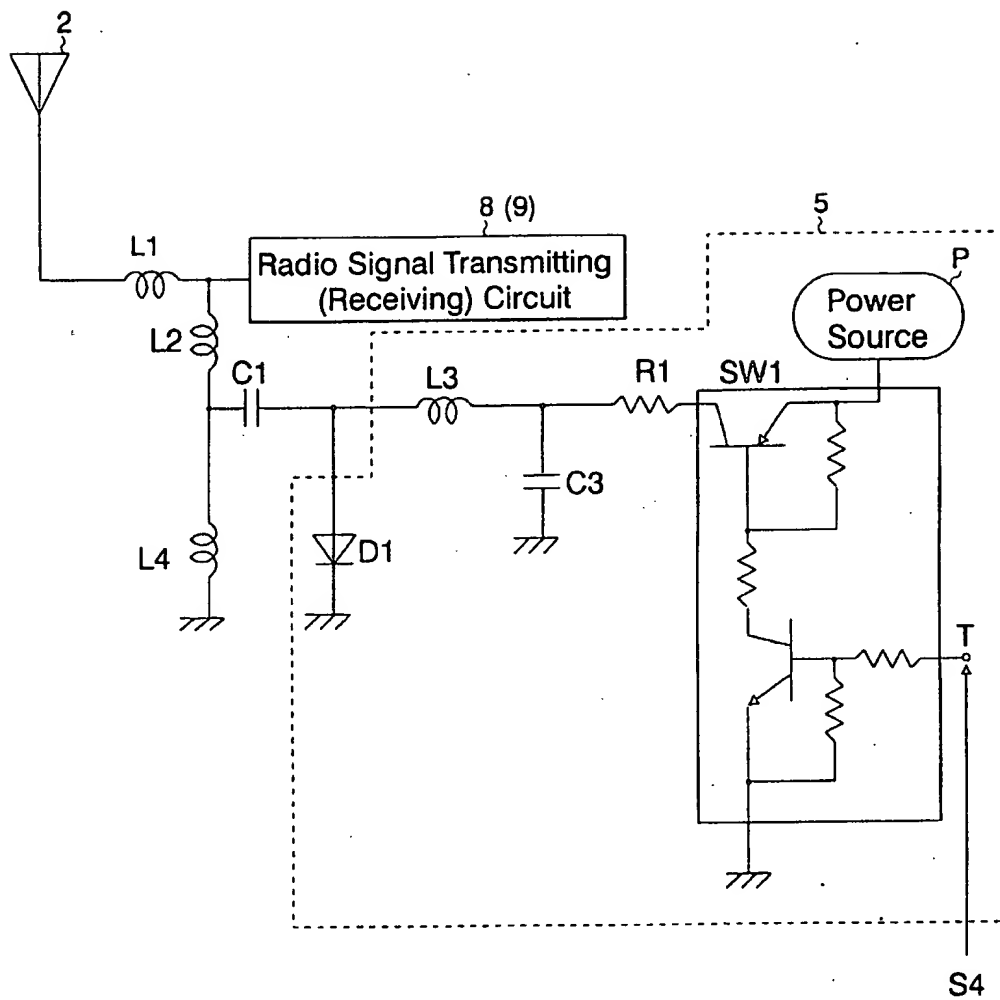 2
8 (9)
5
L1
Radio Signal Transmitting
(Receiving) Circuit
P
Power
Source
L2
C1
L3
R1
SW1
C3
L4
D1
T
S4